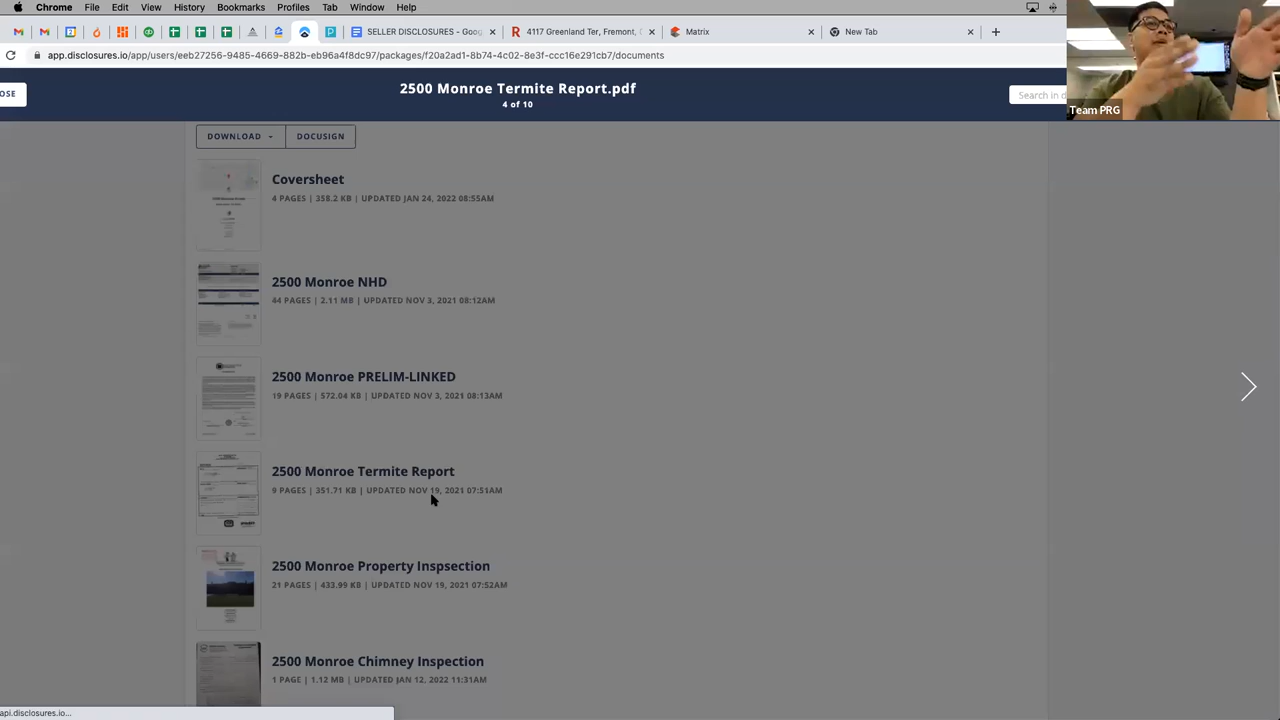 Chrome File Edit View History Bookmarks Profiles Tab Window Help
SELLER DISCLOSURES - Goog
4117 Greenland Ter, Fremont, C
Matrix
New Tab
app.disclosures.io/app/users/eeb27256-9485-4669-882b-eb96a4f8dc97/packages/f20a2ad1-8b74-4c02-8e3f-ccc16e291cb7/documents
OSE
2500 Monroe Termite Report.pdf
4 of 10
Search in d
Team PRG
DOWNLOAD DOCUSIGN
Coversheet
4 PAGES | 358.2 KB | UPDATED JAN 24, 2022 08:55AM
2500 Monroe NHD
44 PAGES | 2.11 MB | UPDATED NOV 3, 2021 08:12AM
2500 Monroe PRELIM-LINKED
19 PAGES | 572.04 KB | UPDATED NOV 3, 2021 08:13AM
2500 Monroe Termite Report
9 PAGES | 351.71 KB | UPDATED NOV 19, 2021 07:51AM
2500 Monroe Property Inspsection
21 PAGES | 433.99 KB | UPDATED NOV 19, 2021 07:52AM
2500 Monroe Chimney Inspection
1 PAGE | 1.12 MB | UPDATED JAN 12, 2022 11:31AM
api.disclosures.io...